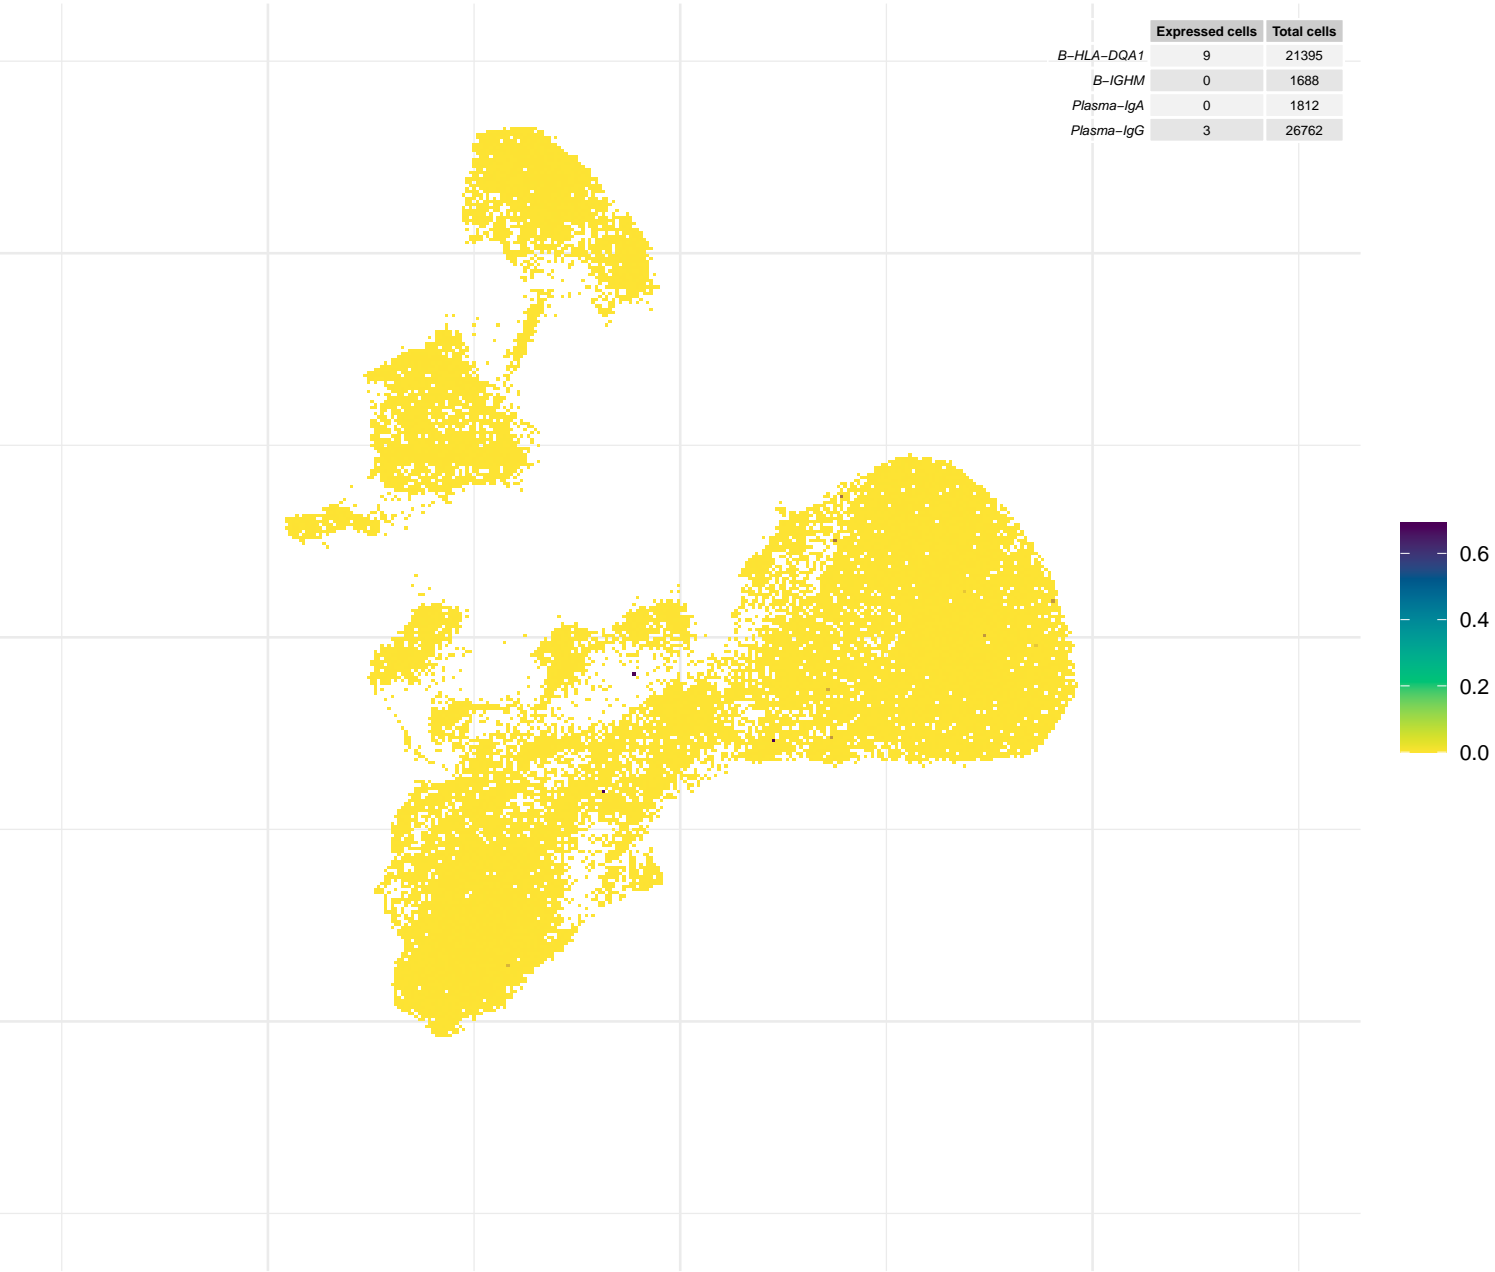 Expressed cells Total cells
B−HLA−DQA1 9 21395
B−IGHM 0 1688
Plasma−IgA 0 1812
Plasma−IgG 3 26762
0.6
0.4
0.2
0.0